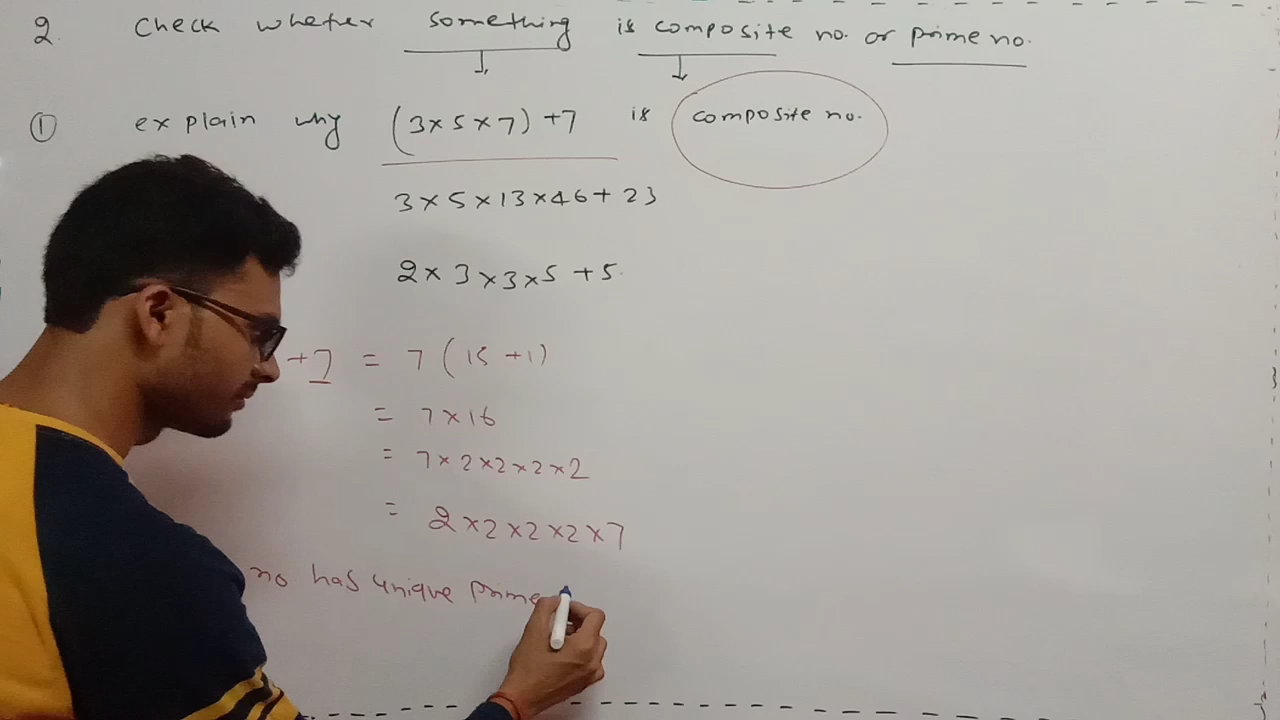 2. Check wheter something is composite no. or prime no.
① explain why (3×5×7)+7 is composite no.
3×5×13×46+23
2×3×3×5+5.
+7 = 7(15+1)
= 7×16
= 7×2×2×2×2
= 2×2×2×2×7
no has unique prime